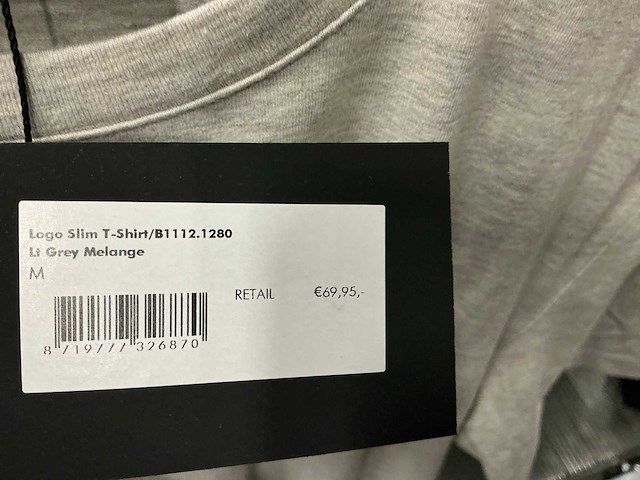 Logo Slim T-Shirt/B1112.1280
Lt Grey Melange
M
RETAIL €69,95,-
8 719777 326870